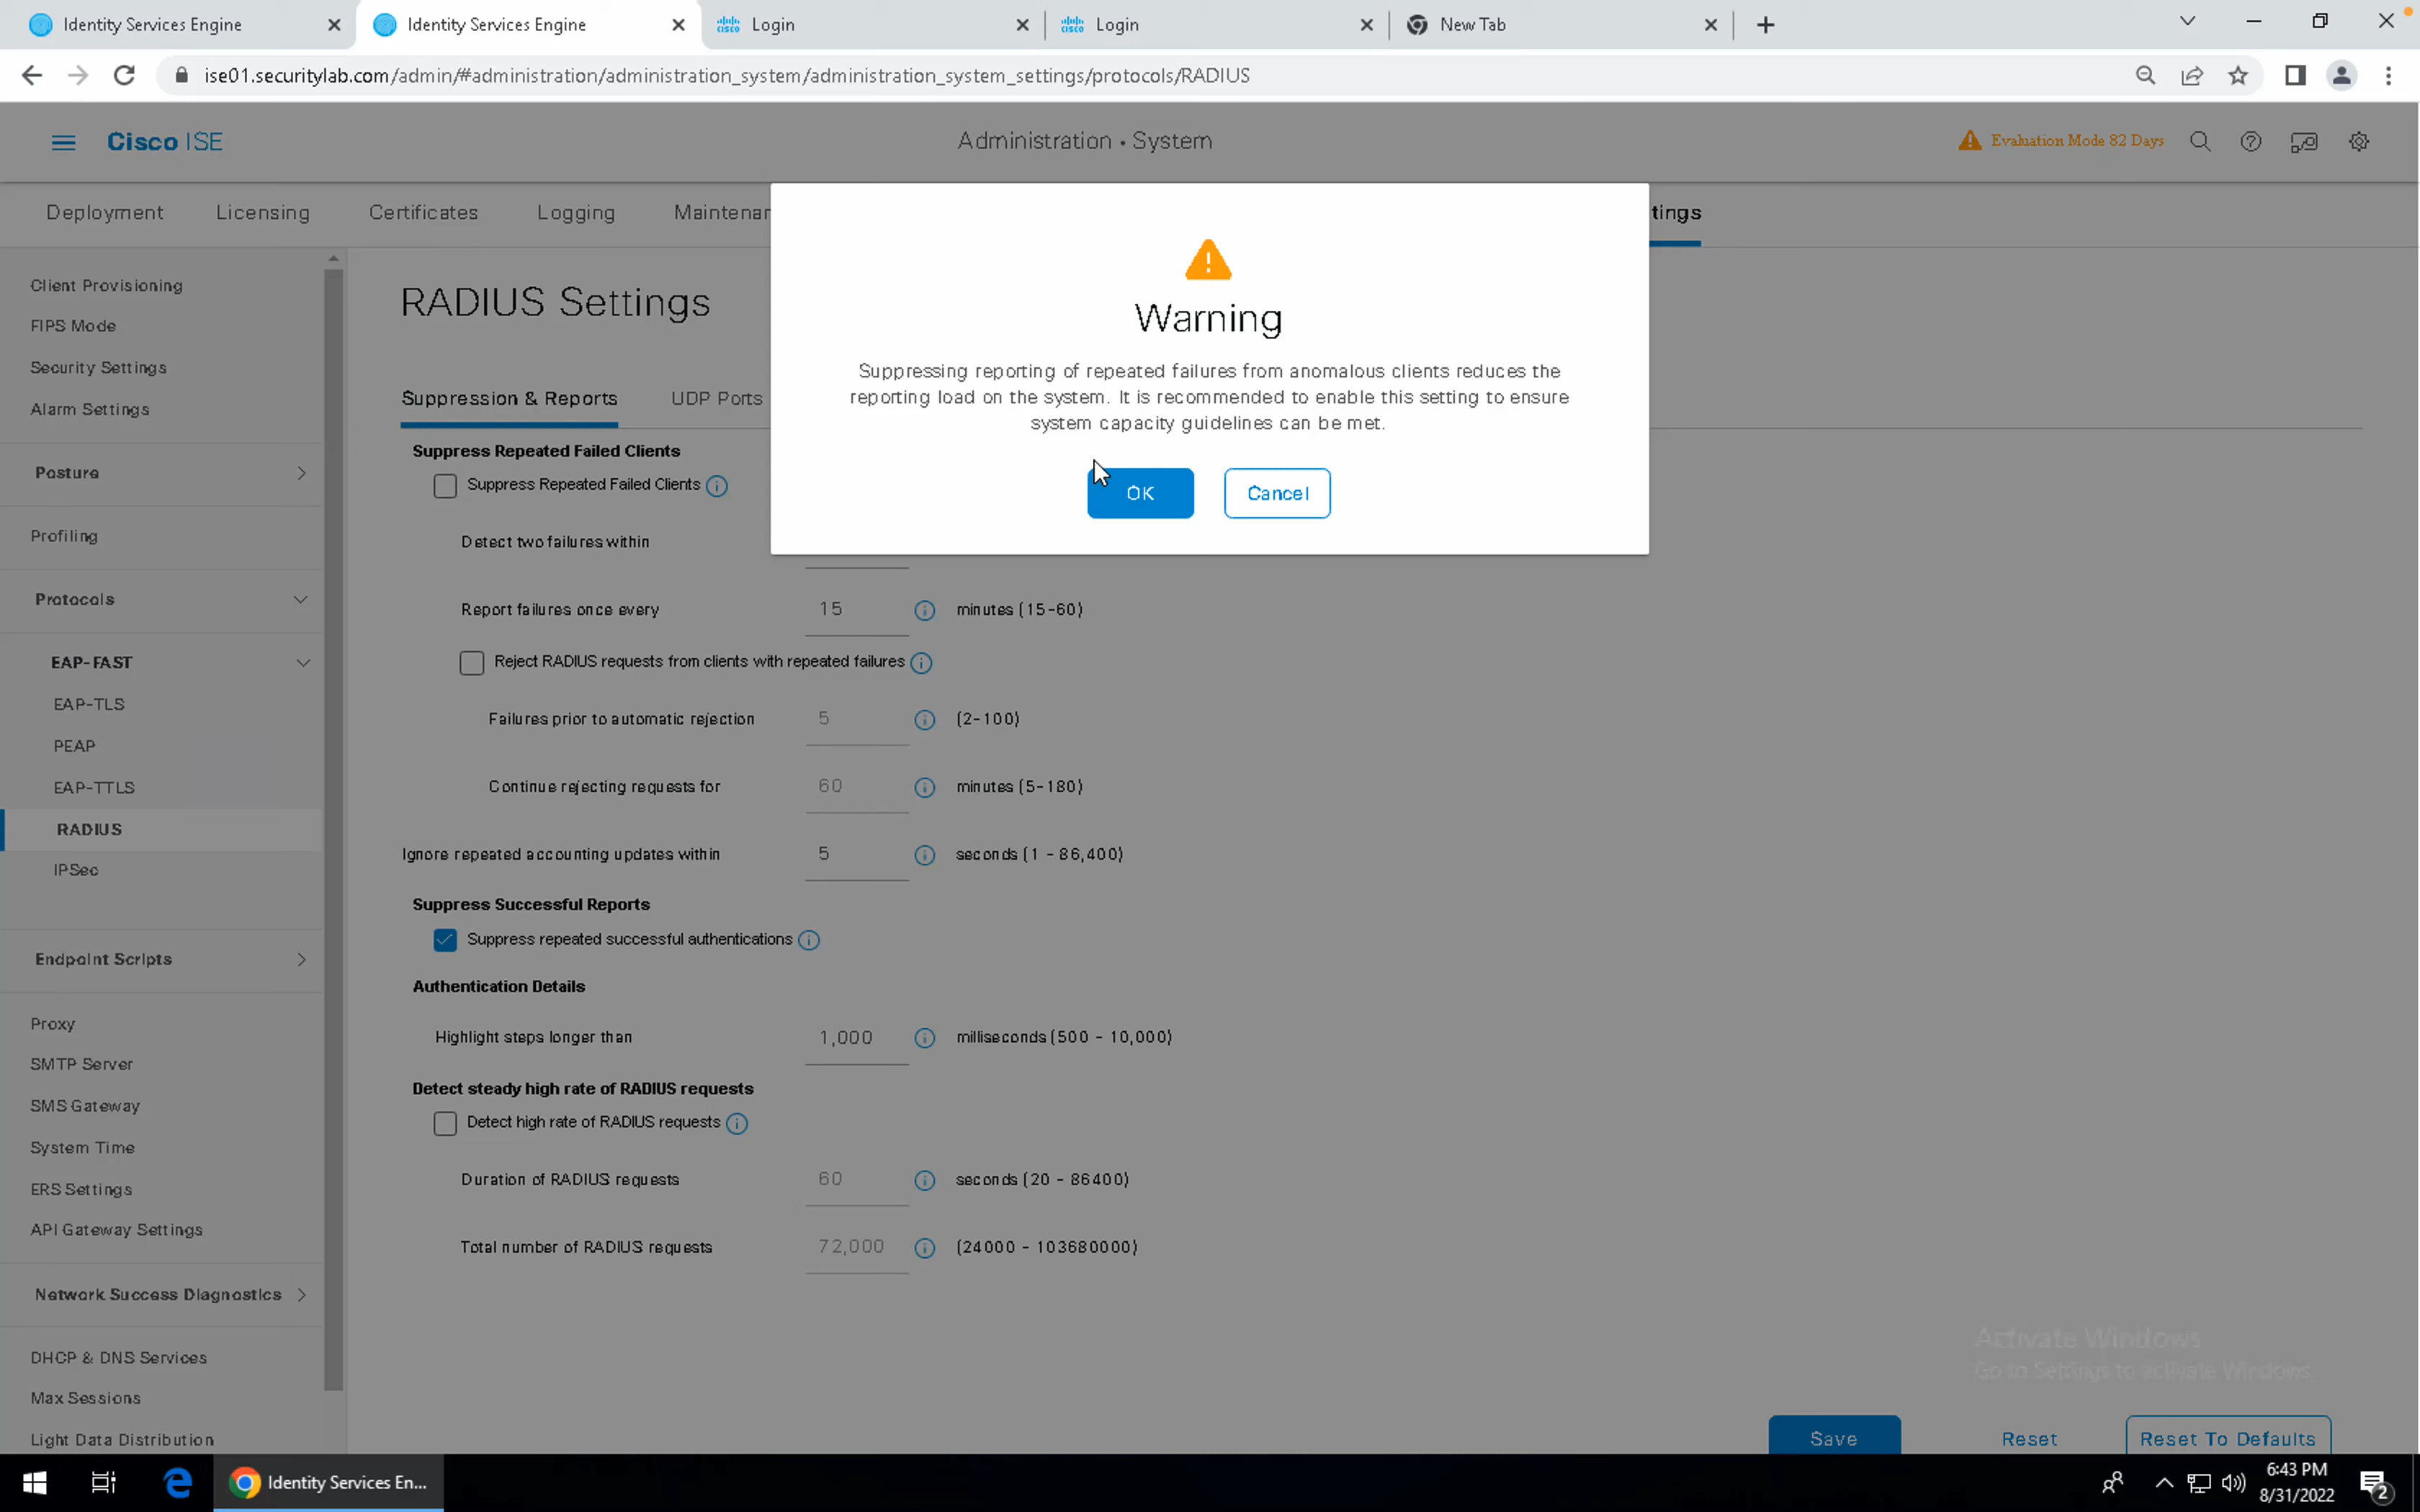 Identity Services Engine
Identity Services Engine
Login
Login
New Tab
ise01.securitylab.com/admin/#administration/administration_system/administration_system_settings/protocols/RADIUS
Cisco ISE
Administration • System
Evaluation Mode 82 Days
Deployment Licensing Certificates Logging Maintenan tings
Warning
Suppressing reporting of repeated failures from anomalous clients reduces the
reporting load on the system. It is recommended to enable this setting to ensure
system capacity guidelines can be met.
OK Cancel
Client Provisioning
FIPS Mode
Security Settings
Alarm Settings
Posture
Profiling
Protocols
EAP-FAST
EAP-TLS
PEAP
EAP-TTLS
RADIUS
IPSec
Endpoint Scripts
Proxy
SMTP Server
SMS Gateway
System Time
ERS Settings
API Gateway Settings
Network Success Diagnostics
DHCP & DNS Services
Max Sessions
Light Data Distribution
RADIUS Settings
Suppression & Reports UDP Ports
Suppress Repeated Failed Clients
Suppress Repeated Failed Clients
Detect two failures within
Report failures once every 15 minutes (15-60)
Reject RADIUS requests from clients with repeated failures
Failures prior to automatic rejection 5 (2-100)
Continue rejecting requests for 60 minutes (5-180)
Ignore repeated accounting updates within 5 seconds (1 - 86,400)
Suppress Successful Reports
Suppress repeated successful authentications
Authentication Details
Highlight steps longer than 1,000 milliseconds (500 - 10,000)
Detect steady high rate of RADIUS requests
Detect high rate of RADIUS requests
Duration of RADIUS requests 60 seconds (20 - 86400)
Total number of RADIUS requests 72,000 (24000 - 103680000)
Activate Windows
Go to Settings to activate Windows.
Save Reset Reset To Defaults
Identity Services En...
6:43 PM
8/31/2022
2